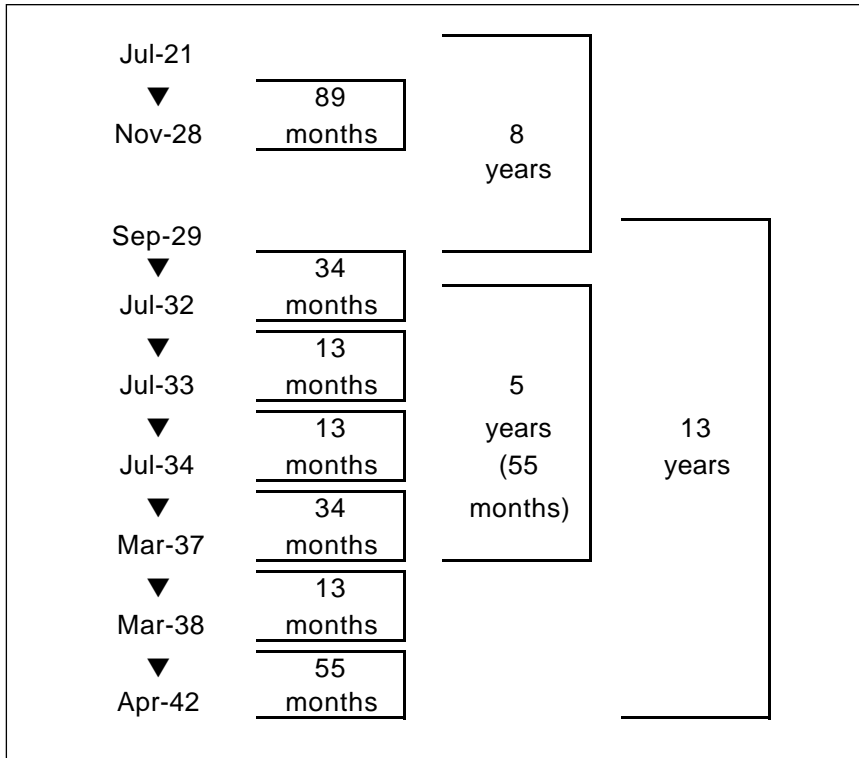 Jul-21
▼
Nov-28
89
months
8
years
Sep-29
▼
Jul-32
34
months
▼
Jul-33
13
months
▼
Jul-34
13
months
▼
Mar-37
34
months
5
years
(55
months)
13
years
▼
Mar-38
13
months
▼
Apr-42
55
months